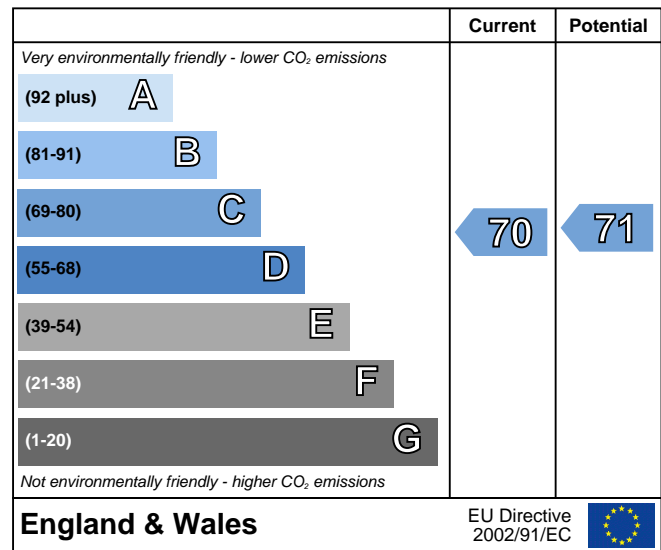 Current Potential
Very environmentally friendly - lower CO₂ emissions
(92 plus) A
(81-91) B
(69-80) C
70 71
(55-68) D
(39-54) E
(21-38) F
(1-20) G
Not environmentally friendly - higher CO₂ emissions
England & Wales
EU Directive
2002/91/EC